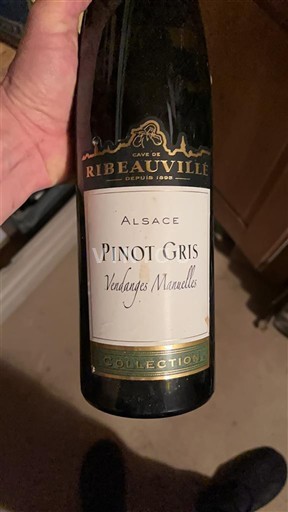 CAVE DE
RIBEAUVILLÉ
DEPUIS 1895
ALSACE
PINOT GRIS
Vendanges Manuelles
COLLECTION